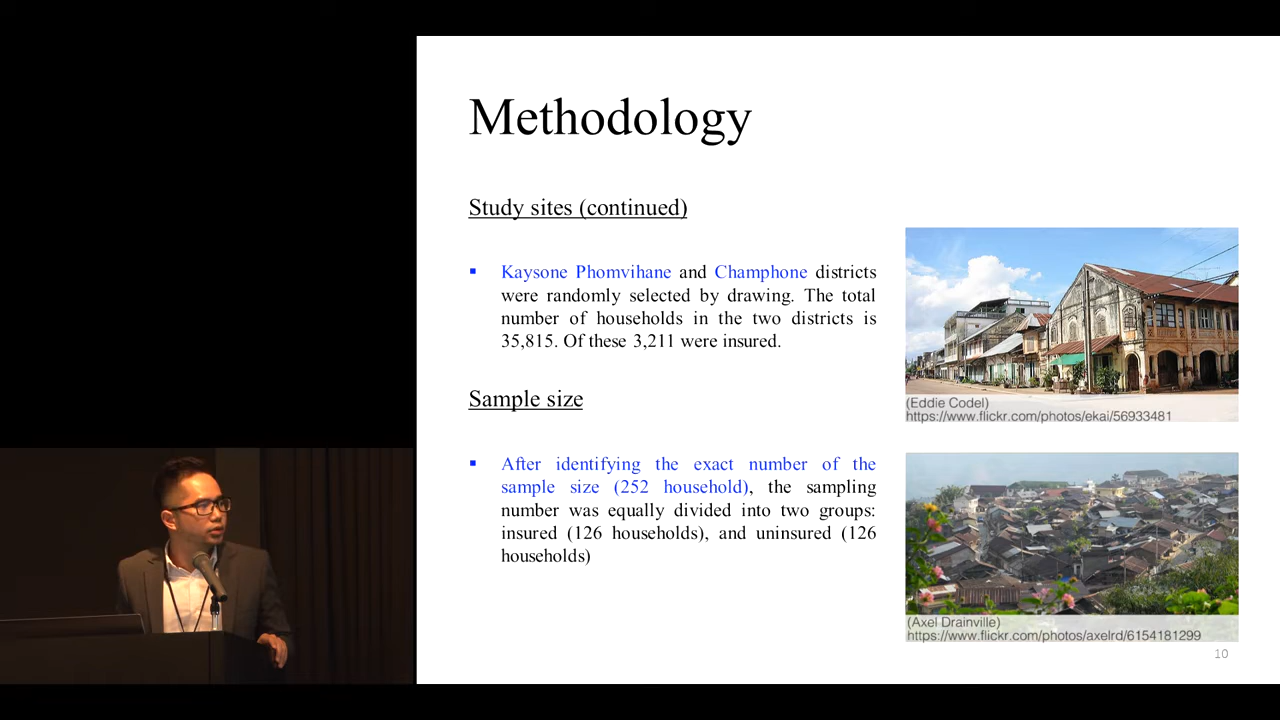 Methodology
Study sites (continued)
▪ Kaysone Phomvihane and Champhone districts
were randomly selected by drawing. The total
number of households in the two districts is
35,815. Of these 3,211 were insured.
Sample size
▪ After identifying the exact number of the
sample size (252 household), the sampling
number was equally divided into two groups:
insured (126 households), and uninsured (126
households)
(Eddie Codel)
https://www.flickr.com/photos/ekai/56933481
(Axel Drainville)
https://www.flickr.com/photos/axelrd/6154181299
10